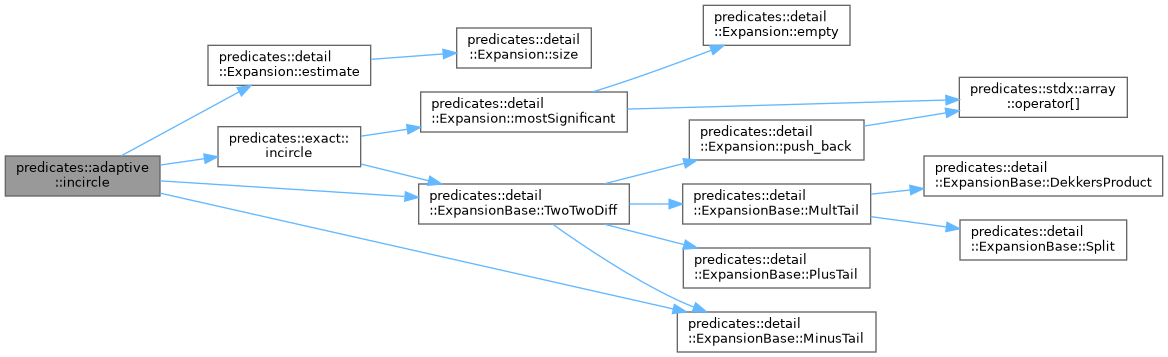 predicates::adaptive
::incircle
predicates::detail
::Expansion::estimate
predicates::exact::
incircle
predicates::detail
::Expansion::size
predicates::detail
::Expansion::mostSignificant
predicates::detail
::ExpansionBase::TwoTwoDiff
predicates::detail
::Expansion::empty
predicates::detail
::Expansion::push_back
predicates::detail
::ExpansionBase::MultTail
predicates::detail
::ExpansionBase::PlusTail
predicates::detail
::ExpansionBase::MinusTail
predicates::stdx::array
::operator[]
predicates::detail
::ExpansionBase::DekkersProduct
predicates::detail
::ExpansionBase::Split